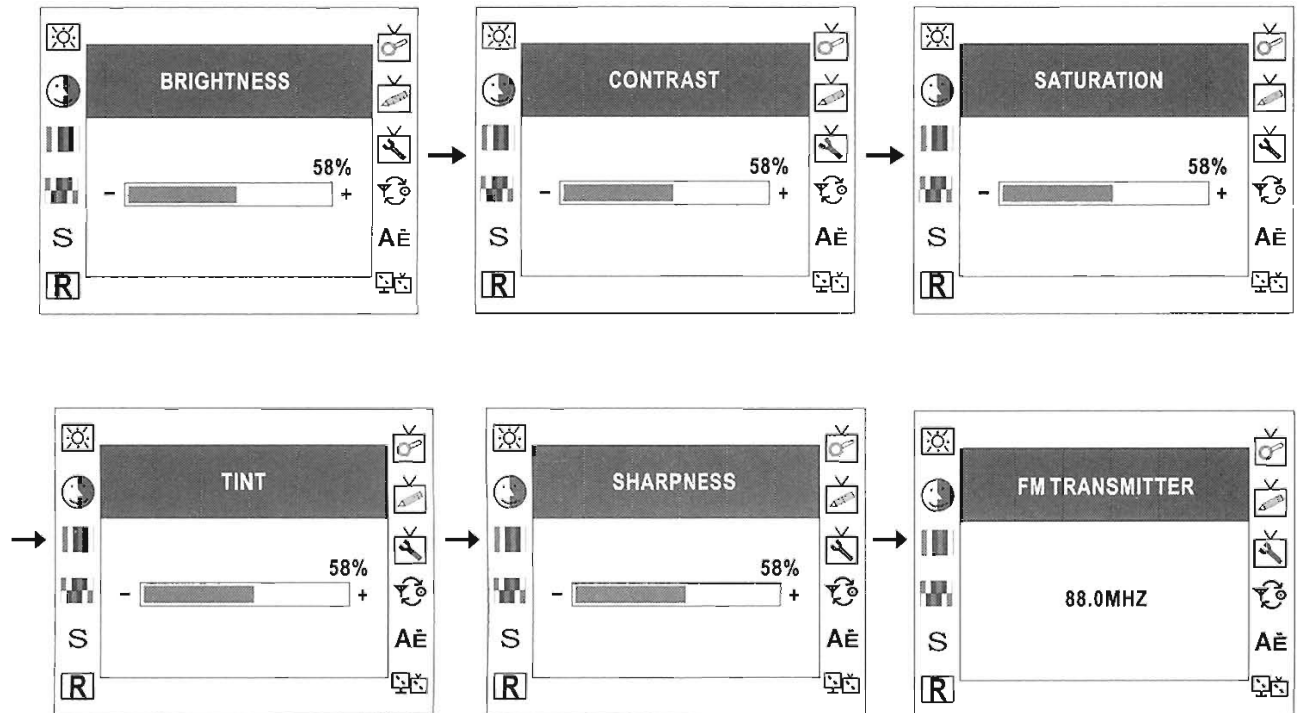 BRIGHTNESS
58%
- +
S
AË
R
CONTRAST
58%
- +
S
AË
R
SATURATION
58%
- +
S
AË
R
TINT
58%
- +
S
AË
R
SHARPNESS
58%
- +
S
AË
R
FM TRANSMITTER
88.0MHZ
S
AË
R